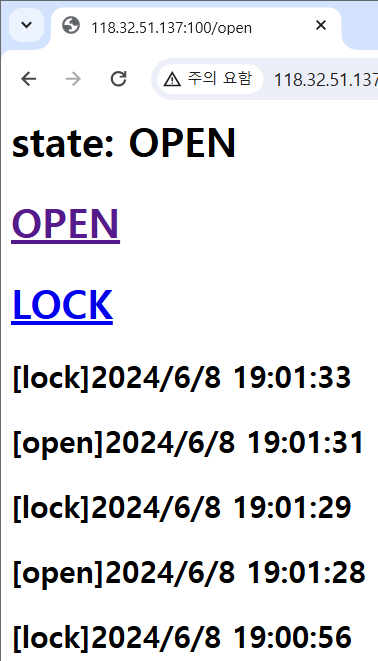 118.32.51.137:100/open
주의 요함 118.32.51.137
state: OPEN
OPEN
LOCK
[lock]2024/6/8 19:01:33
[open]2024/6/8 19:01:31
[lock]2024/6/8 19:01:29
[open]2024/6/8 19:01:28
[lock]2024/6/8 19:00:56